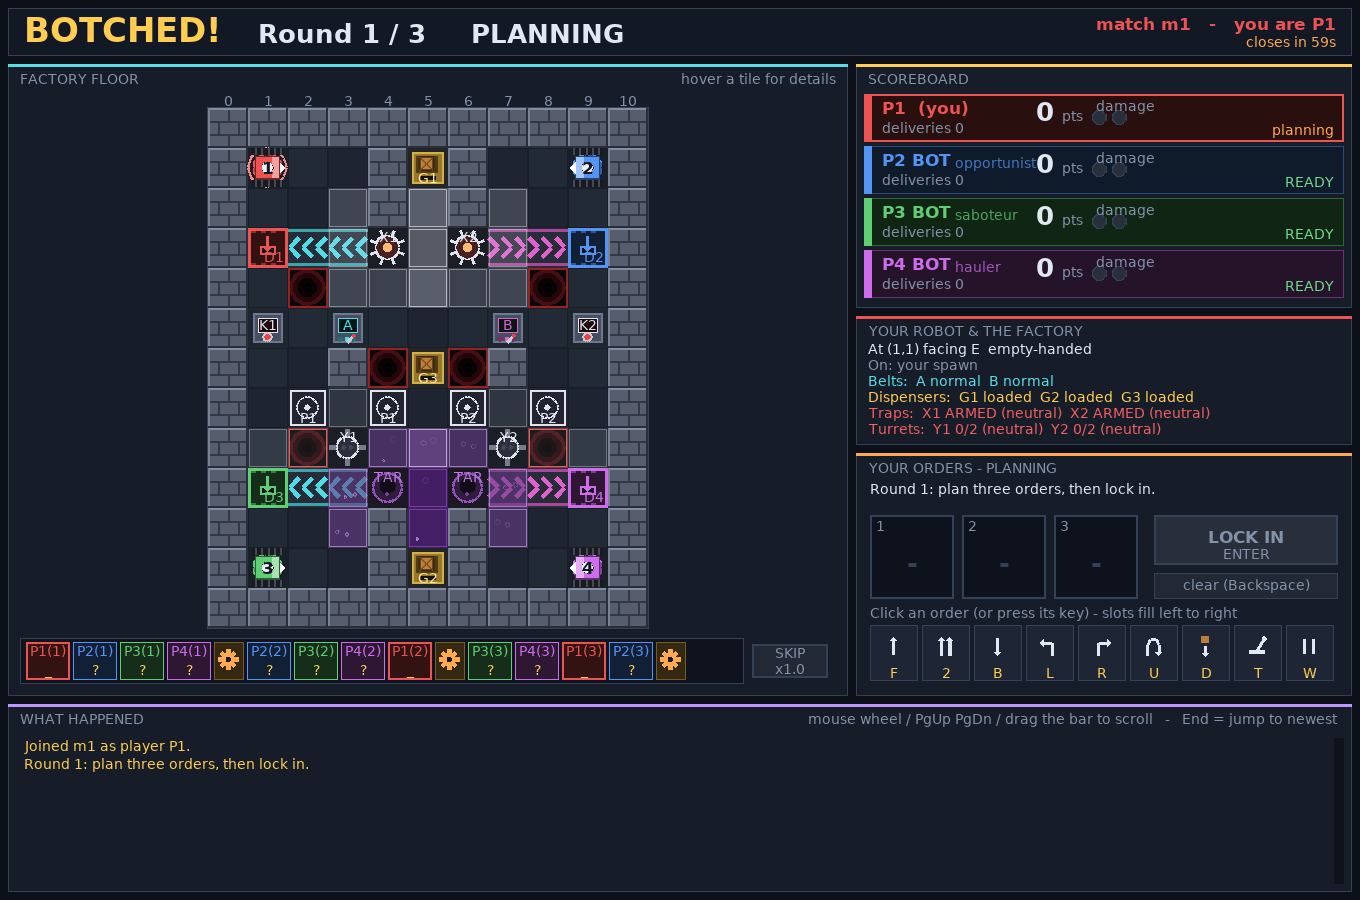 BOTCHED! Round 1 / 3 PLANNING
match m1 - you are P1
closes in 59s
FACTORY FLOOR
hover a tile for details
0 1 2 3 4 5 6 7 8 9 10
1 G1 2
D1 X1 X2 D2
K1 A B K2
G3
P1 P1 P2 P2
Y1 Y2
D3 TAR TAR D4
3 G2 4
P1(1) P2(1) P3(1) P4(1) P2(2) P3(2) P4(2) P1(2) P3(3) P4(3) P1(3) P2(3)
_ ? ? ? ? ? ? _ ? ? _ ?
SKIP
x1.0
SCOREBOARD
P1 (you) 0 pts damage
deliveries 0 planning
P2 BOT opportunist 0 pts damage
deliveries 0 READY
P3 BOT saboteur 0 pts damage
deliveries 0 READY
P4 BOT hauler 0 pts damage
deliveries 0 READY
YOUR ROBOT & THE FACTORY
At (1,1) facing E empty-handed
On: your spawn
Belts: A normal B normal
Dispensers: G1 loaded G2 loaded G3 loaded
Traps: X1 ARMED (neutral) X2 ARMED (neutral)
Turrets: Y1 0/2 (neutral) Y2 0/2 (neutral)
YOUR ORDERS - PLANNING
Round 1: plan three orders, then lock in.
1 2 3
- - -
LOCK IN
ENTER
clear (Backspace)
Click an order (or press its key) - slots fill left to right
F 2 B L R U D T W
WHAT HAPPENED
mouse wheel / PgUp PgDn / drag the bar to scroll - End = jump to newest
Joined m1 as player P1.
Round 1: plan three orders, then lock in.